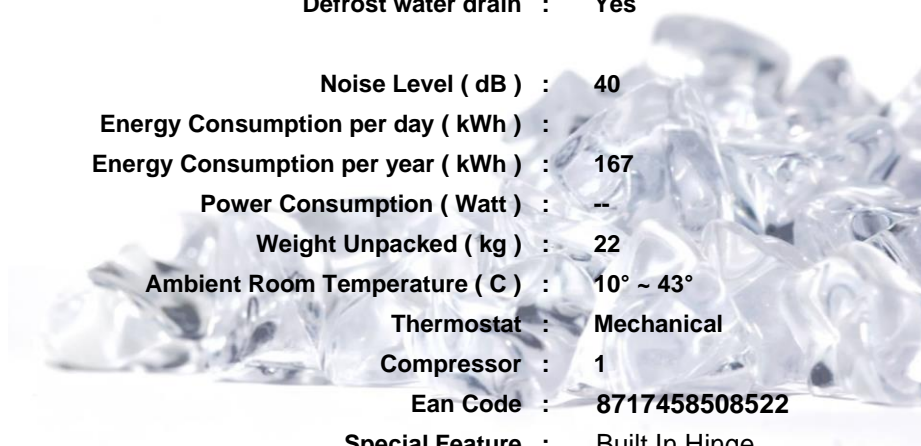 Defrost water drain : Yes
Noise Level ( dB ) : 40
Energy Consumption per day ( kWh ) :
Energy Consumption per year ( kWh ) : 167
Power Consumption ( Watt ) : --
Weight Unpacked ( kg ) : 22
Ambient Room Temperature ( C ) : 10° ~ 43°
Thermostat : Mechanical
Compressor : 1
Ean Code : 8717458508522
Special Feature : Built In Hinge